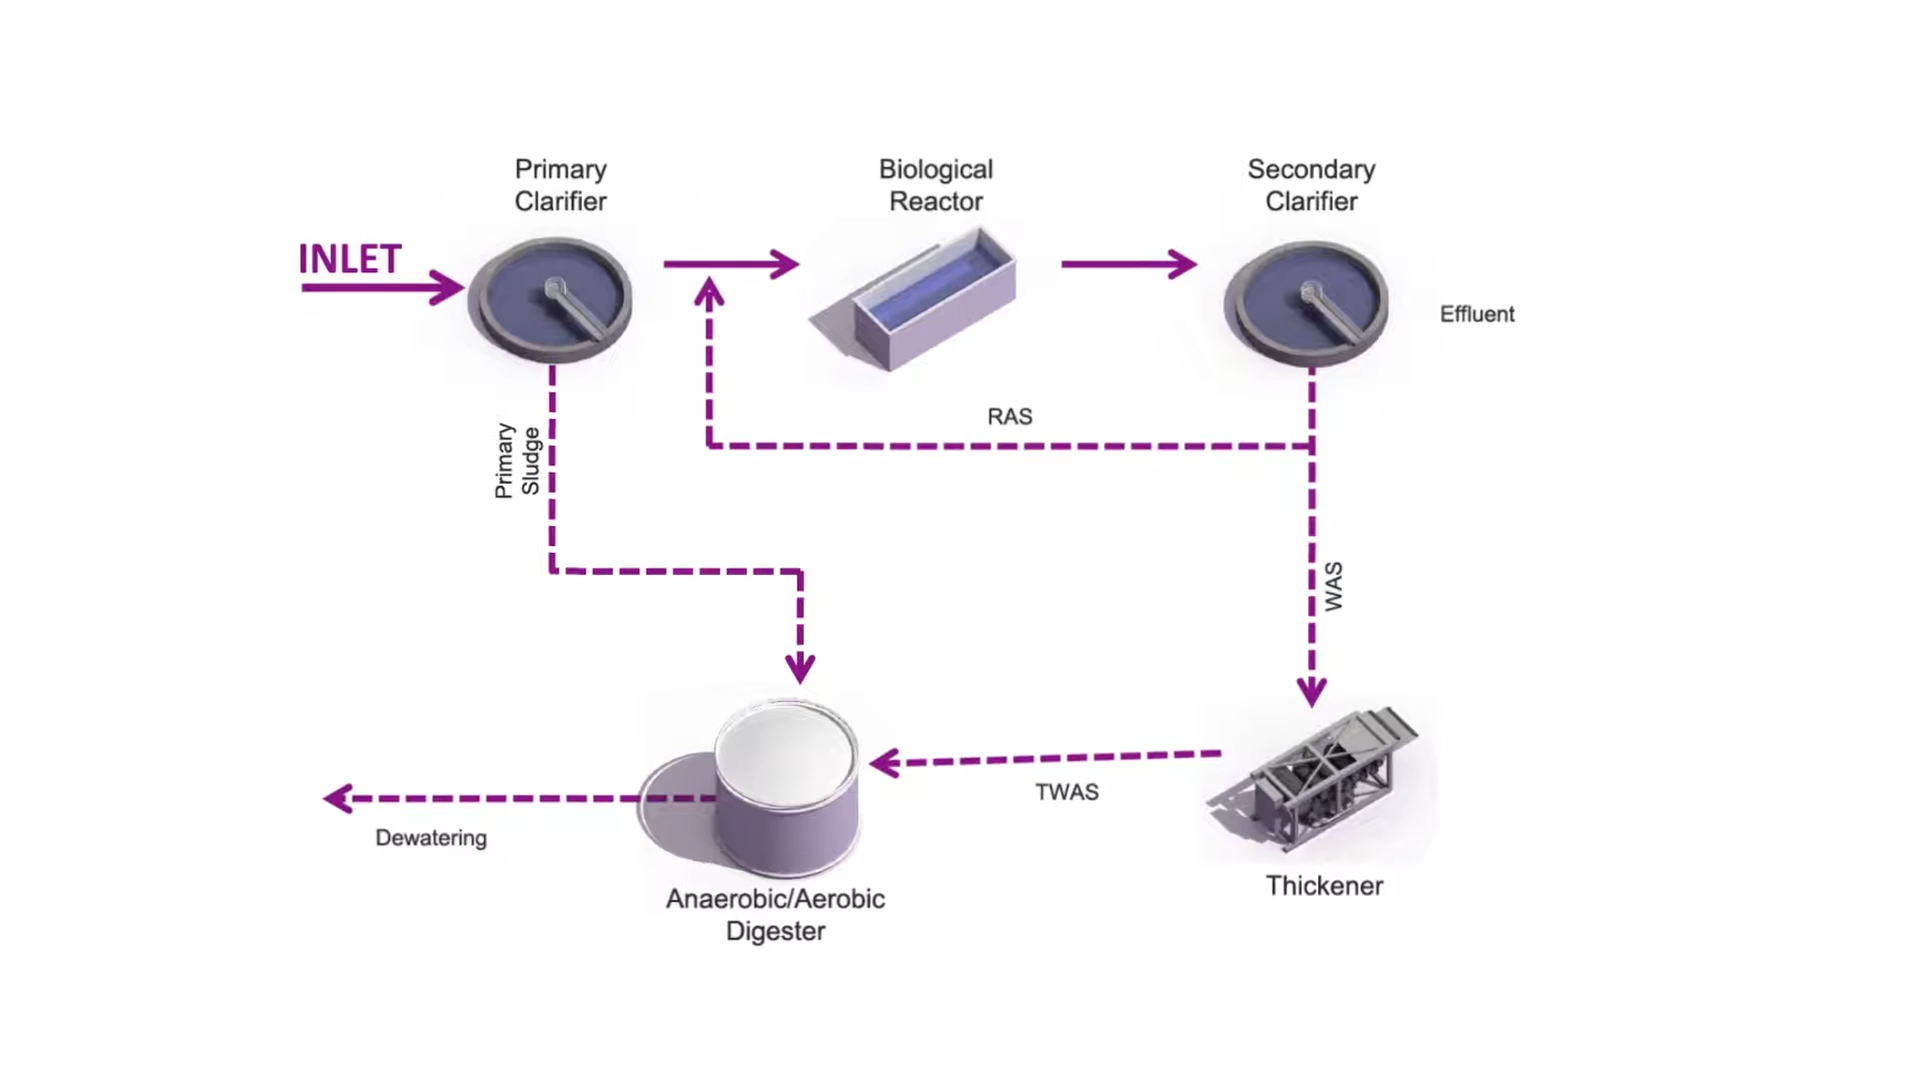 Primary
Clarifier
Biological
Reactor
Secondary
Clarifier
INLET
Effluent
RAS
Primary
Sludge
WAS
TWAS
Dewatering
Thickener
Anaerobic/Aerobic
Digester